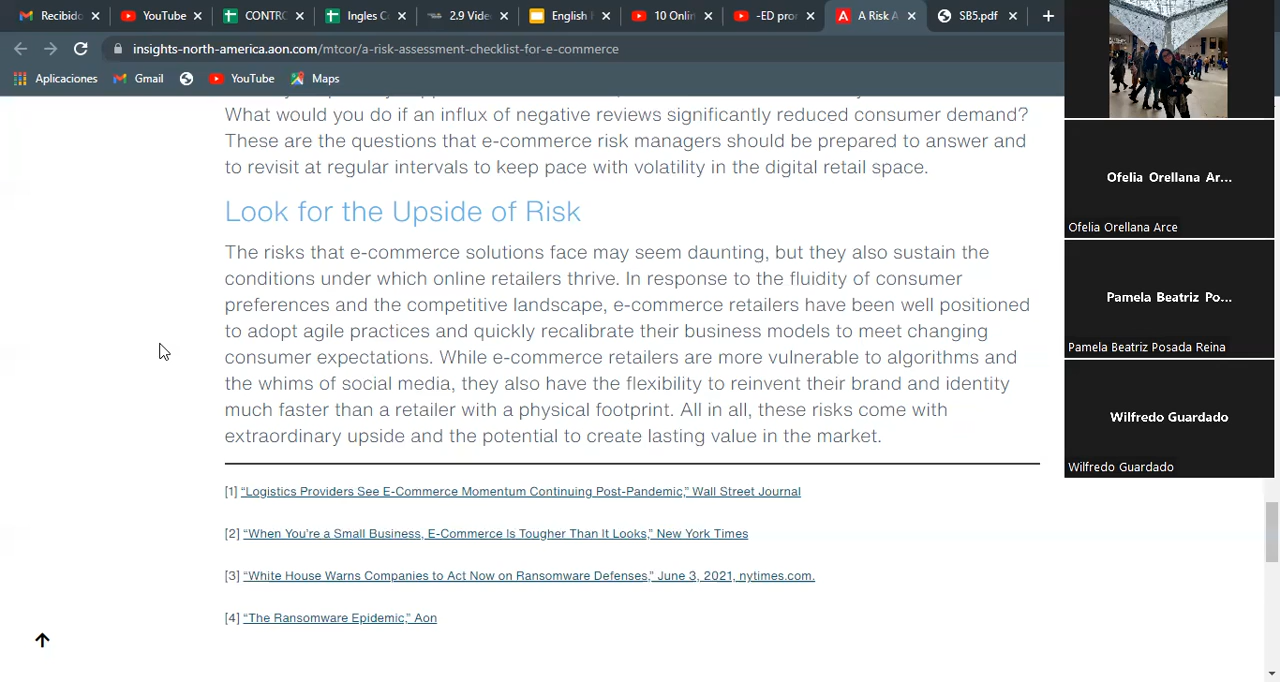 Recibido
YouTube
CONTRO
Ingles Co
2.9 Video
English
10 Onlin
-ED pron
A Risk A
SB5.pdf
insights-north-america.aon.com/mtcor/a-risk-assessment-checklist-for-e-commerce
Aplicaciones
Gmail
YouTube
Maps
What would you do if an influx of negative reviews significantly reduced consumer demand?
These are the questions that e-commerce risk managers should be prepared to answer and
to revisit at regular intervals to keep pace with volatility in the digital retail space.
Look for the Upside of Risk
The risks that e-commerce solutions face may seem daunting, but they also sustain the
conditions under which online retailers thrive. In response to the fluidity of consumer
preferences and the competitive landscape, e-commerce retailers have been well positioned
to adopt agile practices and quickly recalibrate their business models to meet changing
consumer expectations. While e-commerce retailers are more vulnerable to algorithms and
the whims of social media, they also have the flexibility to reinvent their brand and identity
much faster than a retailer with a physical footprint. All in all, these risks come with
extraordinary upside and the potential to create lasting value in the market.
[1] “Logistics Providers See E-Commerce Momentum Continuing Post-Pandemic,” Wall Street Journal
[2] “When You’re a Small Business, E-Commerce Is Tougher Than It Looks,” New York Times
[3] “White House Warns Companies to Act Now on Ransomware Defenses,” June 3, 2021, nytimes.com.
[4] “The Ransomware Epidemic,” Aon
Ofelia Orellana Ar...
Ofelia Orellana Arce
Pamela Beatriz Po...
Pamela Beatriz Posada Reina
Wilfredo Guardado
Wilfredo Guardado